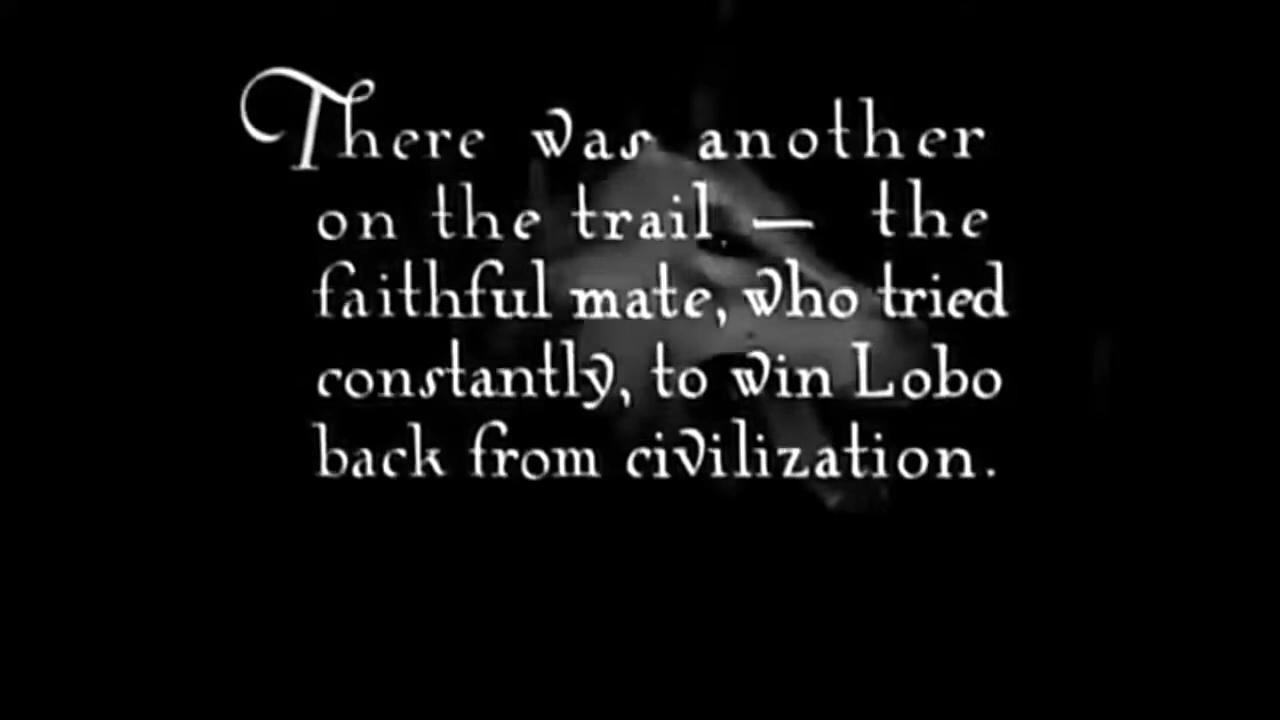 There was another
on the trail — the
faithful mate, who tried
constantly, to win Lobo
back from civilization.